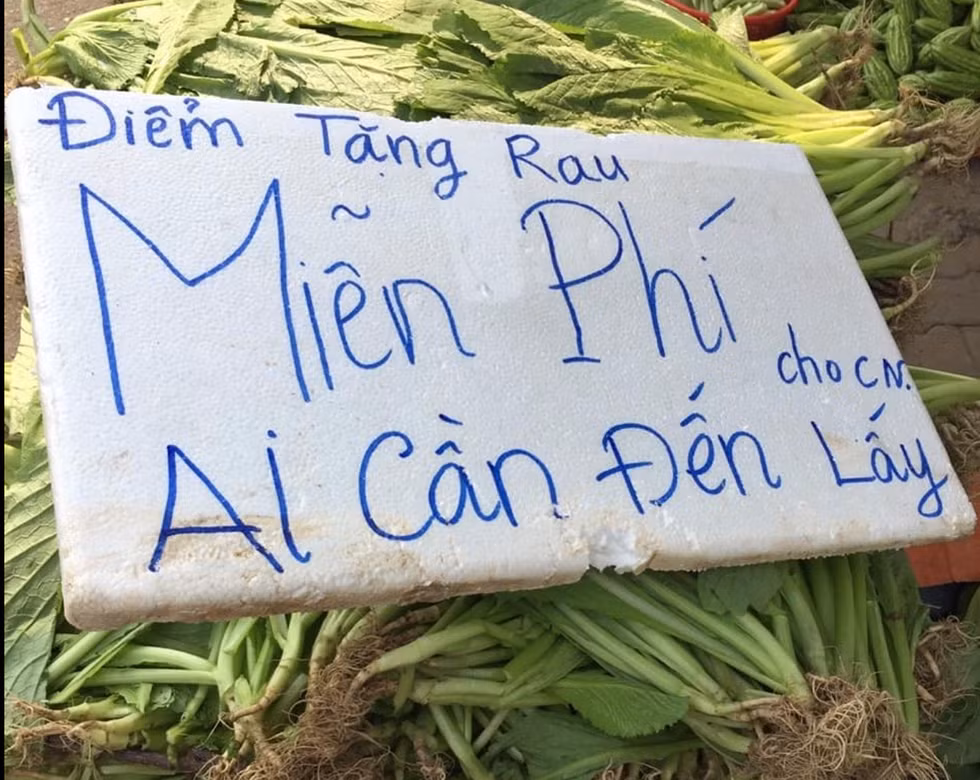 Điểm Tặng Rau
Miễn Phí
cho CN.
Ai Cần Đến Lấy